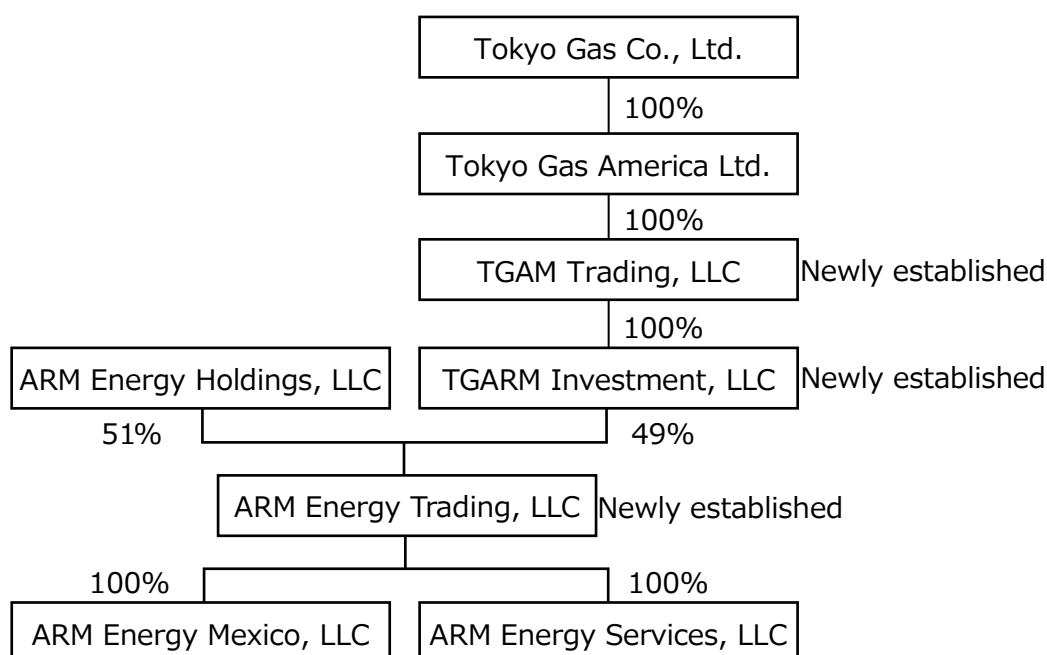 Tokyo Gas Co., Ltd.
100%
Tokyo Gas America Ltd.
100%
TGAM Trading, LLC Newly established
100%
ARM Energy Holdings, LLC TGARM Investment, LLC Newly established
51% 49%
ARM Energy Trading, LLC Newly established
100% 100%
ARM Energy Mexico, LLC ARM Energy Services, LLC